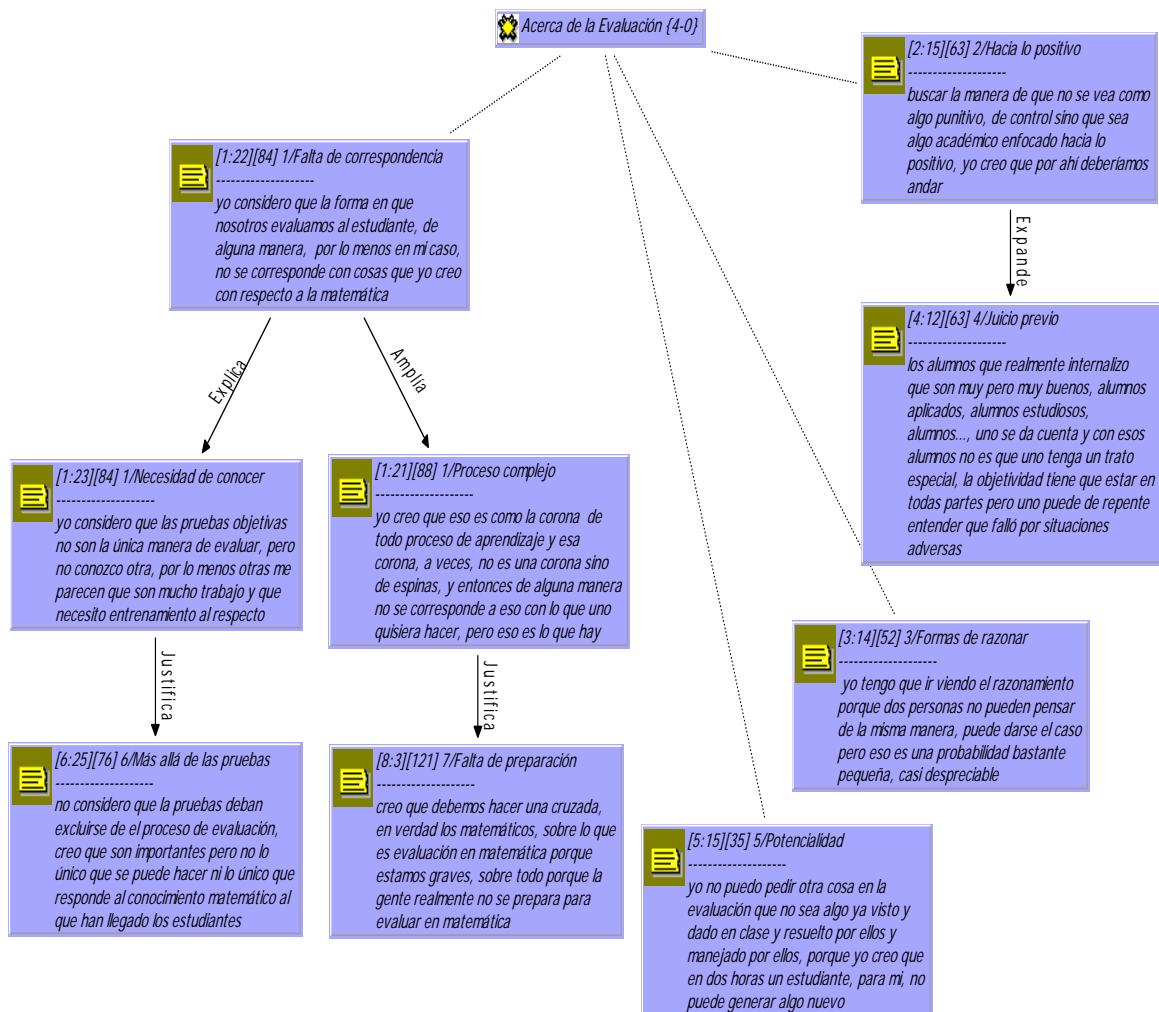 Acerca de la Evaluación {4-0}
[2:15][63] 2/Hacia lo positivo
--------------------
buscar la manera de que no se vea como
algo punitivo, de control sino que sea
algo académico enfocado hacia lo
positivo, yo creo que por ahí deberíamos
andar
[1:22][84] 1/Falta de correspondencia
--------------------
yo considero que la forma en que
nosotros evaluamos al estudiante, de
alguna manera, por lo menos en mi caso,
no se corresponde con cosas que yo creo
con respecto a la matemática
Expande
[4:12][63] 4/Juicio previo
--------------------
los alumnos que realmente internalizo
que son muy pero muy buenos, alumnos
aplicados, alumnos estudiosos,
alumnos..., uno se da cuenta y con esos
alumnos no es que uno tenga un trato
especial, la objetividad tiene que estar en
todas partes pero uno puede de repente
entender que falló por situaciones
adversas
Explica
Amplia
[1:23][84] 1/Necesidad de conocer
--------------------
yo considero que las pruebas objetivas
no son la única manera de evaluar, pero
no conozco otra, por lo menos otras me
parecen que son mucho trabajo y que
necesito entrenamiento al respecto
[1:21][88] 1/Proceso complejo
--------------------
yo creo que eso es como la corona de
todo proceso de aprendizaje y esa
corona, a veces, no es una corona sino
de espinas, y entonces de alguna manera
no se corresponde a eso con lo que uno
quisiera hacer, pero eso es lo que hay
[3:14][52] 3/Formas de razonar
--------------------
yo tengo que ir viendo el razonamiento
porque dos personas no pueden pensar
de la misma manera, puede darse el caso
pero eso es una probabilidad bastante
pequeña, casi despreciable
Justifica
Justifica
[6:25][76] 6/Más allá de las pruebas
--------------------
no considero que la pruebas deban
excluirse de el proceso de evaluación,
creo que son importantes pero no lo
único que se puede hacer ni lo único que
responde al conocimiento matemático al
que han llegado los estudiantes
[8:3][121] 7/Falta de preparación
--------------------
creo que debemos hacer una cruzada,
en verdad los matemáticos, sobre lo que
es evaluación en matemática porque
estamos graves, sobre todo porque la
gente realmente no se prepara para
evaluar en matemática
[5:15][35] 5/Potencialidad
--------------------
yo no puedo pedir otra cosa en la
evaluación que no sea algo ya visto y
dado en clase y resuelto por ellos y
manejado por ellos, porque yo creo que
en dos horas un estudiante, para mi, no
puede generar algo nuevo